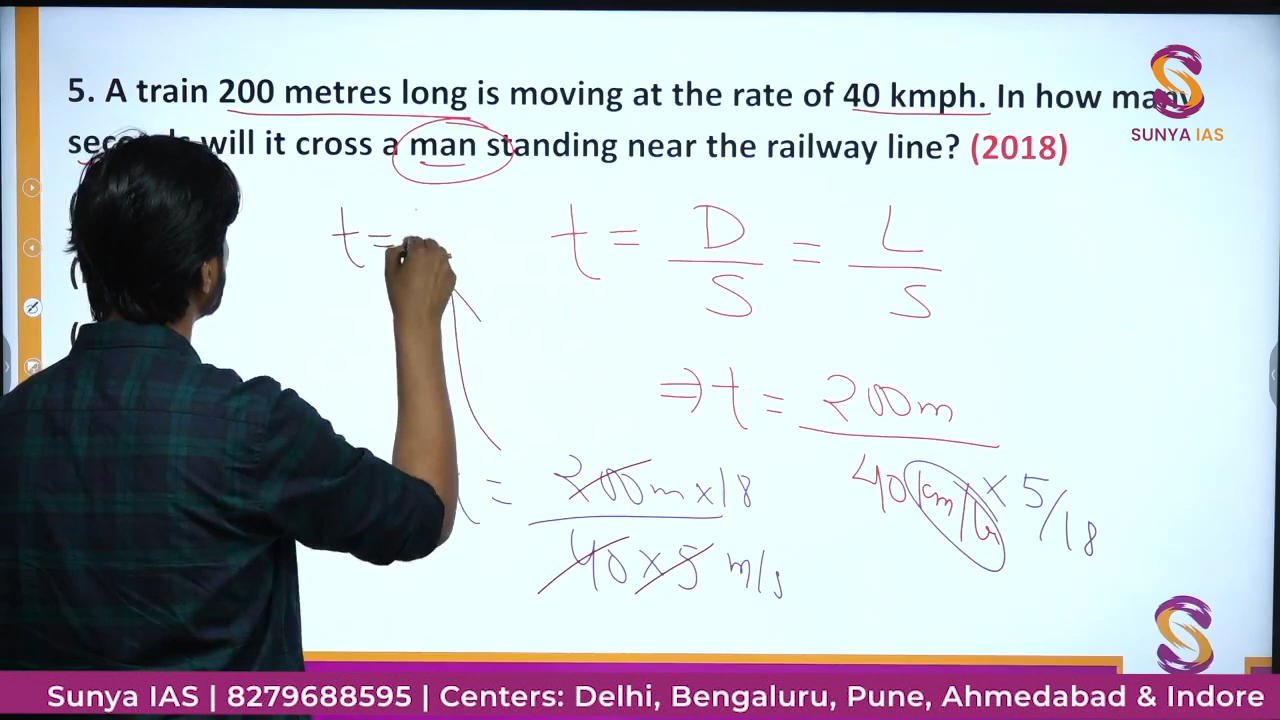 5. A train 200 metres long is moving at the rate of 40 kmph. In how many
will it cross a man standing near the railway line? (2018)
SUNYA IAS
t =
t = D/S = L/S
⇒ t = 200m / 40 km/hr × 5/18
= 200m × 18 / 40 × 5 m/s
Sunya IAS | 8279688595 | Centers: Delhi, Bengaluru, Pune, Ahmedabad & Indore